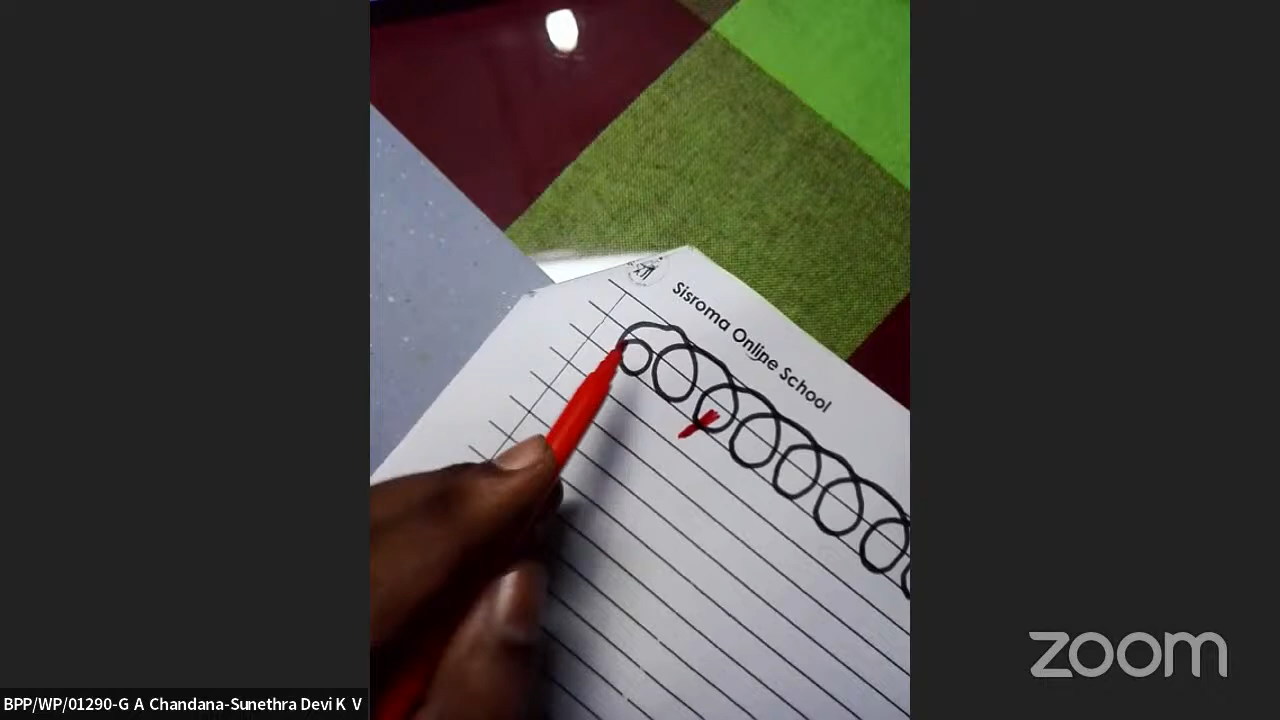 Sisroma Online School
BPP/WP/01290-G A Chandana-Sunethra Devi K V
zoom